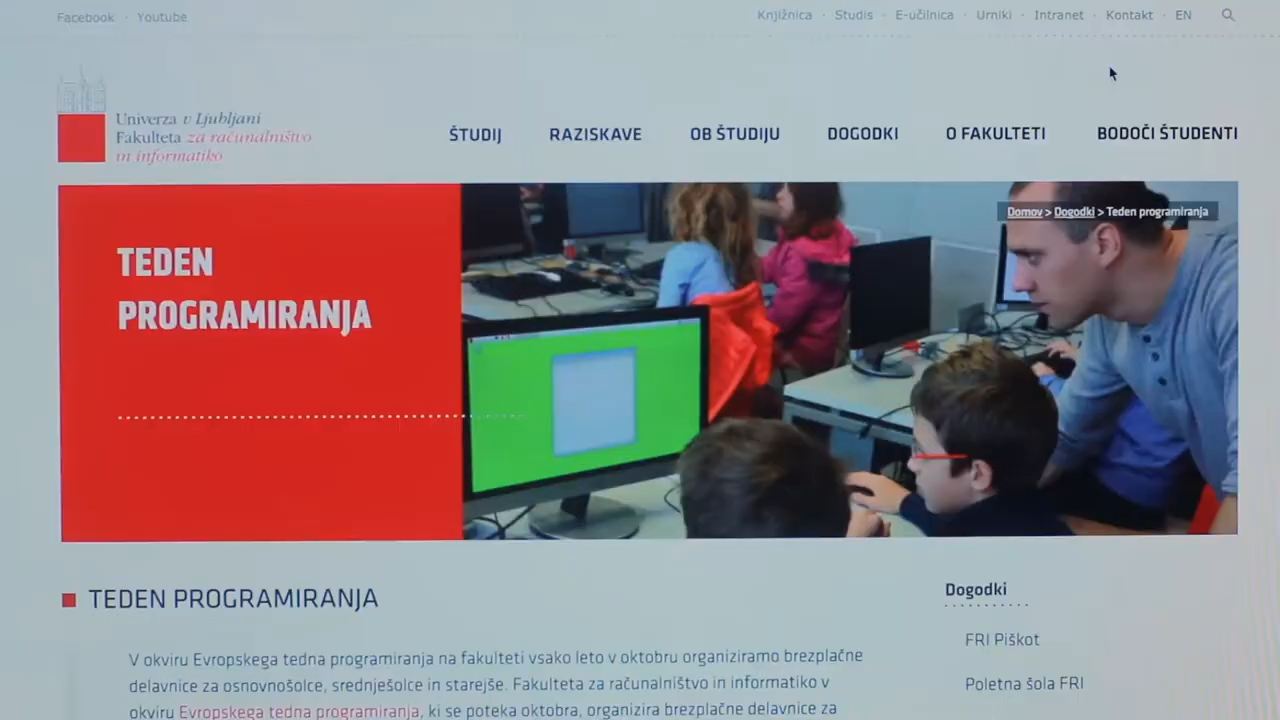 Facebook · Youtube
Knjižnica · Studis · E-učilnica · Urniki · Intranet · Kontakt · EN
Univerza v Ljubljani
Fakulteta za računalništvo
in informatiko
ŠTUDIJ RAZISKAVE OB ŠTUDIJU DOGODKI O FAKULTETI BODOČI ŠTUDENTI
Domov > Dogodki > Teden programiranja
TEDEN
PROGRAMIRANJA
TEDEN PROGRAMIRANJA
V okviru Evropskega tedna programiranja na fakulteti vsako leto v oktobru organiziramo brezplačne
delavnice za osnovnošolce, srednješolce in starejše. Fakulteta za računalništvo in informatiko v
okviru Evropskega tedna programiranja, ki se poteka oktobra, organizira brezplačne delavnice za
Dogodki
FRI Piškot
Poletna šola FRI